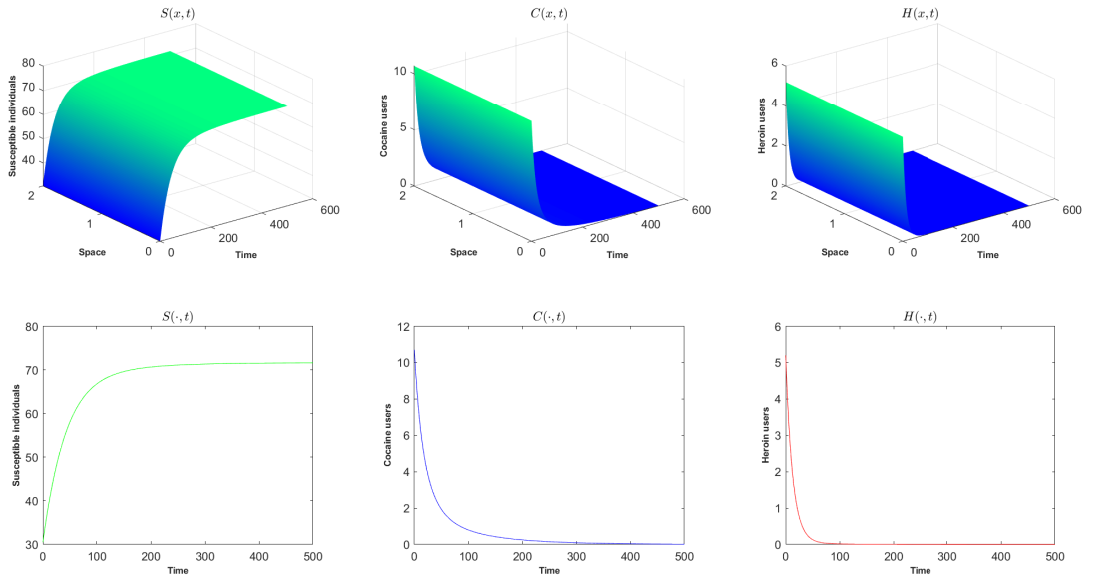 S(x,t)
80
70
60
50
40
Susceptible individuals
2
1
0
Space
0
200
400
600
Time
C(x,t)
10
5
0
Cocaine users
2
1
0
Space
0
200
400
600
Time
H(x,t)
6
4
2
0
Heroin users
2
1
0
Space
0
200
400
600
Time
S(·,t)
80
70
60
50
40
30
Susceptible individuals
0 100 200 300 400 500
Time
C(·,t)
12
10
8
6
4
2
0
Cocaine users
0 100 200 300 400 500
Time
H(·,t)
6
5
4
3
2
1
0
Heroin users
0 100 200 300 400 500
Time